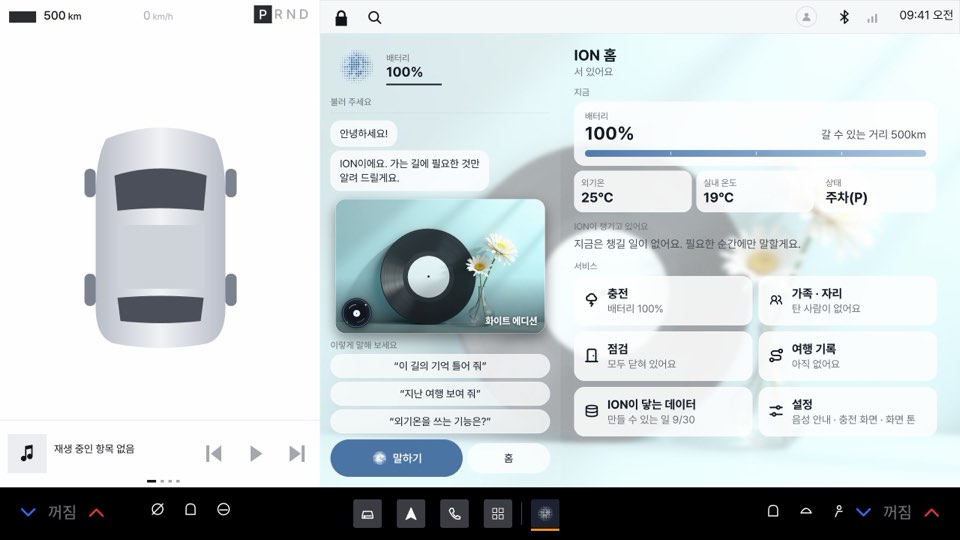 500 km
0 km/h
P R N D
09:41 오전
배터리
100%
불러 주세요
안녕하세요!
ION이에요. 가는 길에 필요한 것만
알려 드릴게요.
화이트 에디션
이렇게 말해 보세요
“이 길의 기억 틀어 줘”
“지난 여행 보여 줘”
“외기온을 쓰는 기능은?”
말하기
홈
ION 홈
서 있어요
지금
배터리
100%
갈 수 있는 거리 500km
외기온
25°C
실내 온도
19°C
상태
주차(P)
ION이 챙기고 있어요
지금은 챙길 일이 없어요. 필요한 순간에만 말할게요.
서비스
충전
배터리 100%
가족 · 자리
탄 사람이 없어요
점검
모두 닫혀 있어요
여행 기록
아직 없어요
ION이 닿는 데이터
만들 수 있는 일 9/30
설정
음성 안내 · 충전 화면 · 화면 톤
재생 중인 항목 없음
꺼짐
꺼짐